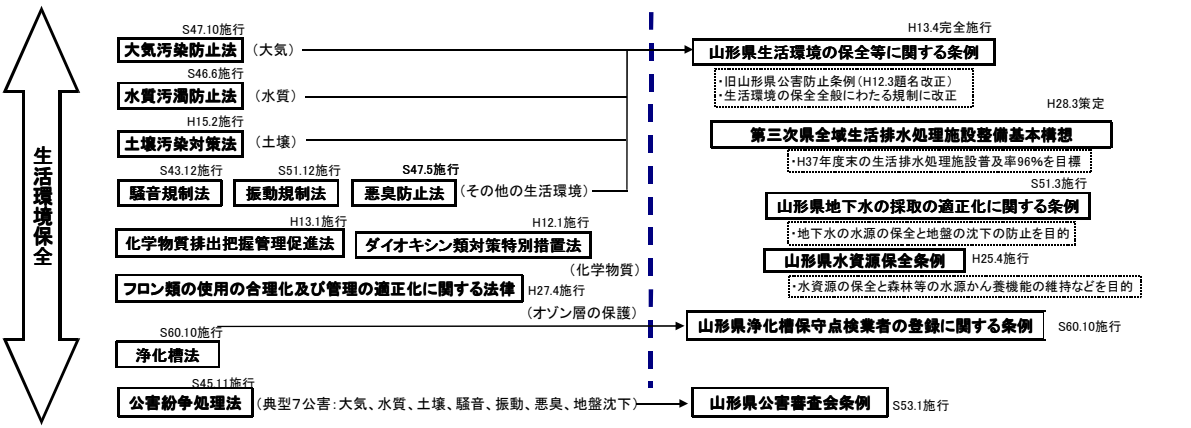 生活環境保全
S47.10施行
大気汚染防止法
(大気)
S46.6施行
水質汚濁防止法
(水質)
H15.2施行
土壌汚染対策法
(土壌)
S43.12施行
騒音規制法
S51.12施行
振動規制法
S47.5施行
悪臭防止法
(その他の生活環境)
H13.1施行
化学物質排出把握管理促進法
H12.1施行
ダイオキシン類対策特別措置法
(化学物質)
フロン類の使用の合理化及び管理の適正化に関する法律
H27.4施行
(オゾン層の保護)
S60.10施行
浄化槽法
S45.11施行
公害紛争処理法
(典型7公害:大気、水質、土壌、騒音、振動、悪臭、地盤沈下)
H13.4完全施行
山形県生活環境の保全等に関する条例
・旧山形県公害防止条例(H12.3題名改正)
・生活環境の保全全般にわたる規制に改正
H28.3策定
第三次県全域生活排水処理施設整備基本構想
・H37年度末の生活排水処理施設普及率96%を目標
S51.3施行
山形県地下水の採取の適正化に関する条例
・地下水の水源の保全と地盤の沈下の防止を目的
山形県水資源保全条例
H25.4施行
・水資源の保全と森林等の水源かん養機能の維持などを目的
山形県浄化槽保守点検業者の登録に関する条例
S60.10施行
山形県公害審査会条例
S53.1施行